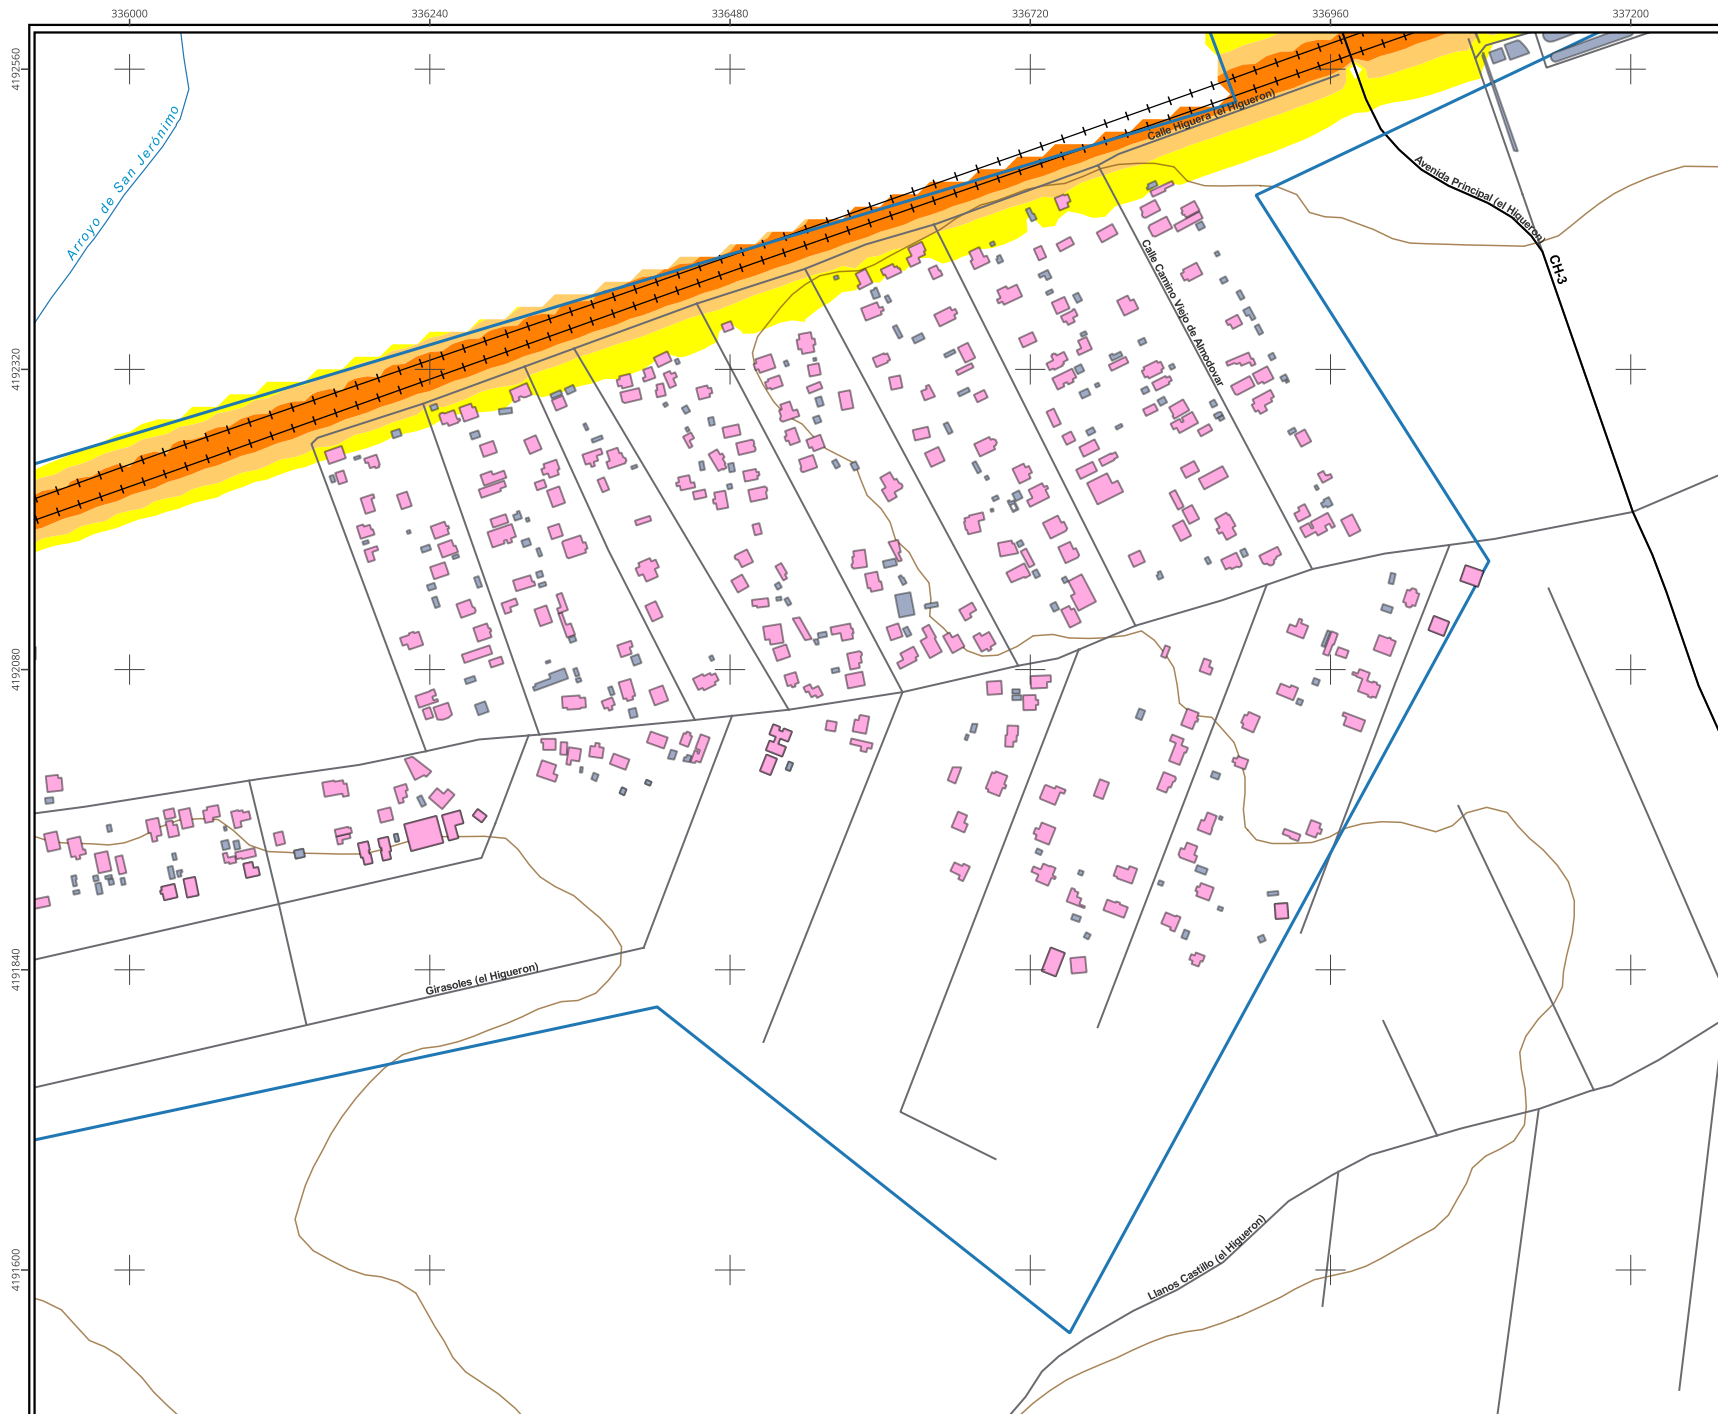 336000 336240 336480 336720 336960 337200
4192560
4192320
4192080
4191840
4191600
Arroyo de San Jerónimo
Calle Higuera (el Higueron)
Avenida Principal (el Higueron)
CH-3
Calle Camino Viejo de Almodovar
Girasoles (el Higueron)
Llanos Castillo (el Higueron)